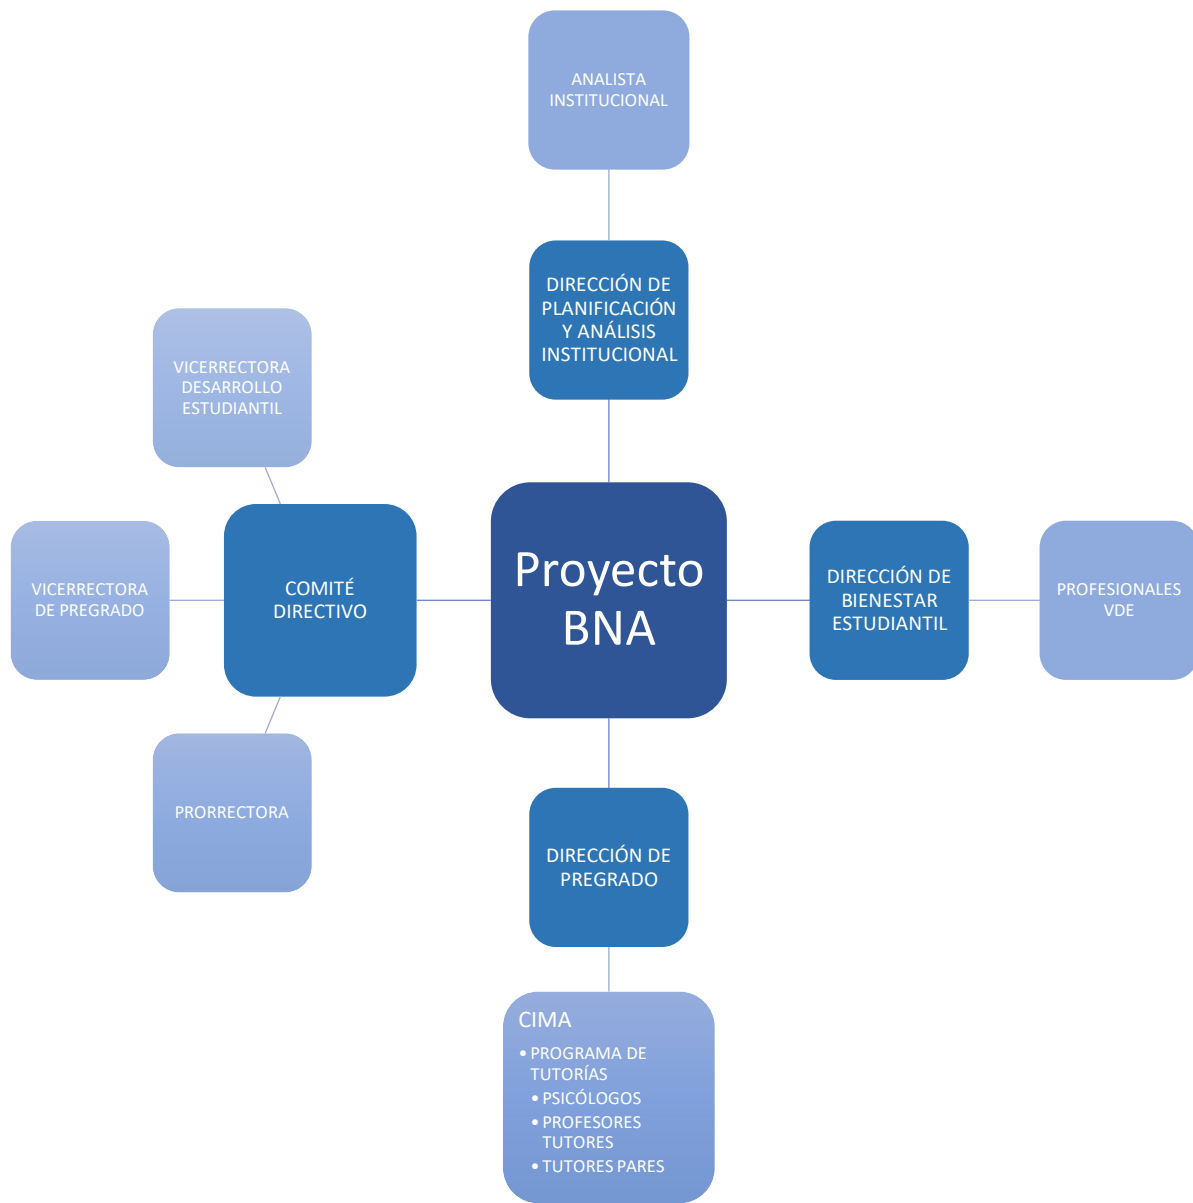 ANALISTA
INSTITUCIONAL
DIRECCIÓN DE
PLANIFICACIÓN
Y ANÁLISIS
INSTITUCIONAL
VICERRECTORA
DESARROLLO
ESTUDIANTIL
VICERRECTORA
DE PREGRADO
COMITÉ
DIRECTIVO
Proyecto
BNA
DIRECCIÓN DE
BIENESTAR
ESTUDIANTIL
PROFESIONALES
VDE
PRORRECTORA
DIRECCIÓN DE
PREGRADO
CIMA
• PROGRAMA DE
TUTORÍAS
• PSICÓLOGOS
• PROFESORES
TUTORES
• TUTORES PARES